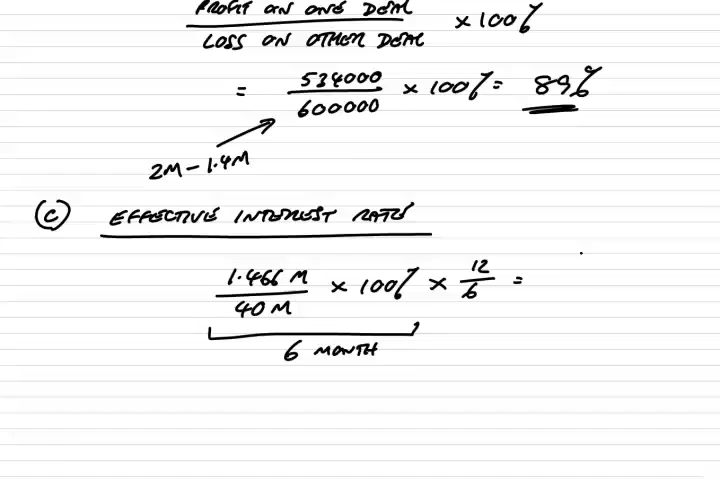 PROFIT ON ONE DEAL
LOSS ON OTHER DEAL × 100%
= 534000 / 600000 × 100% = 89%
2M - 1.4M
(C) EFFECTIVE INTEREST RATE
1.466 M / 40 M × 100% × 12 / 6 =
6 MONTH